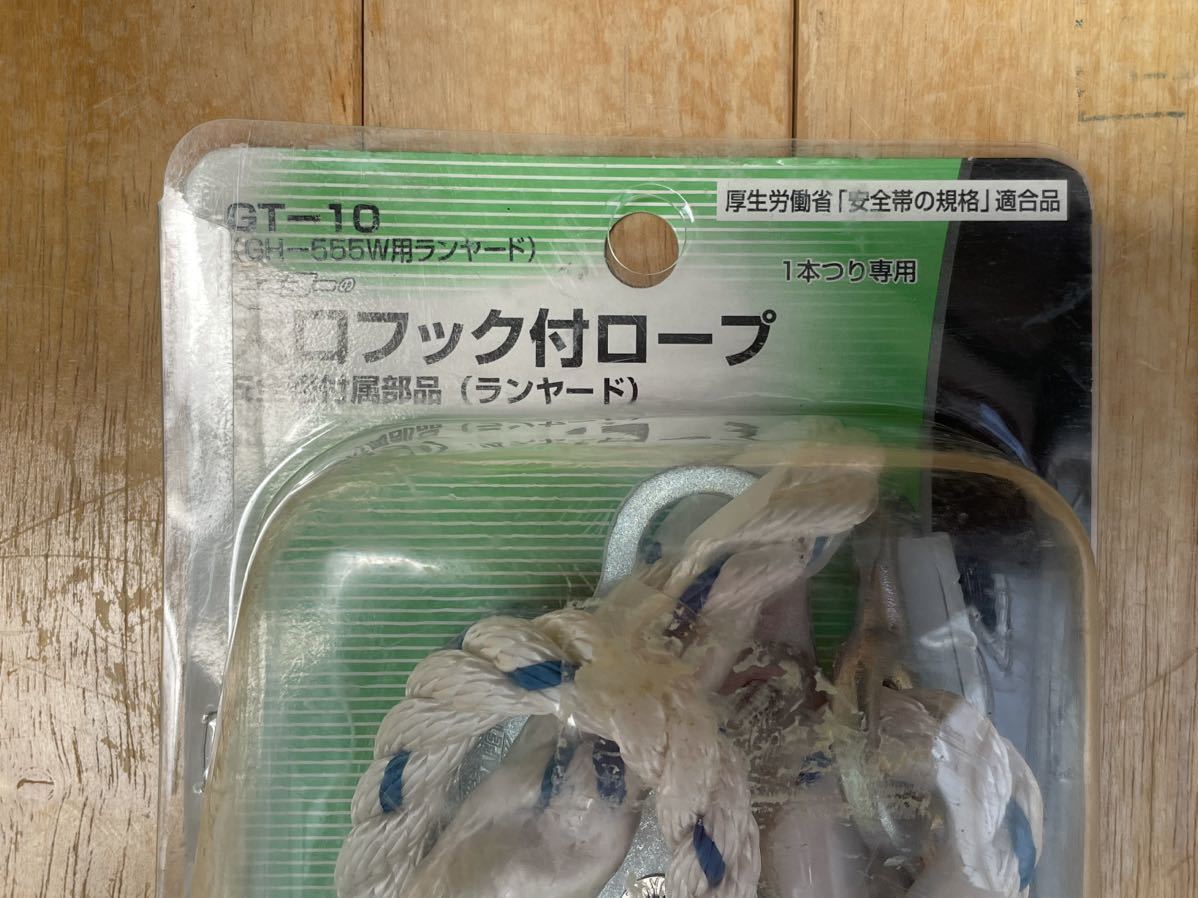 GT-10
(GH-555W用ランヤード)
厚生労働省「安全帯の規格」適合品
1本つり専用
口フック付ロープ
付属部品(ランヤード)